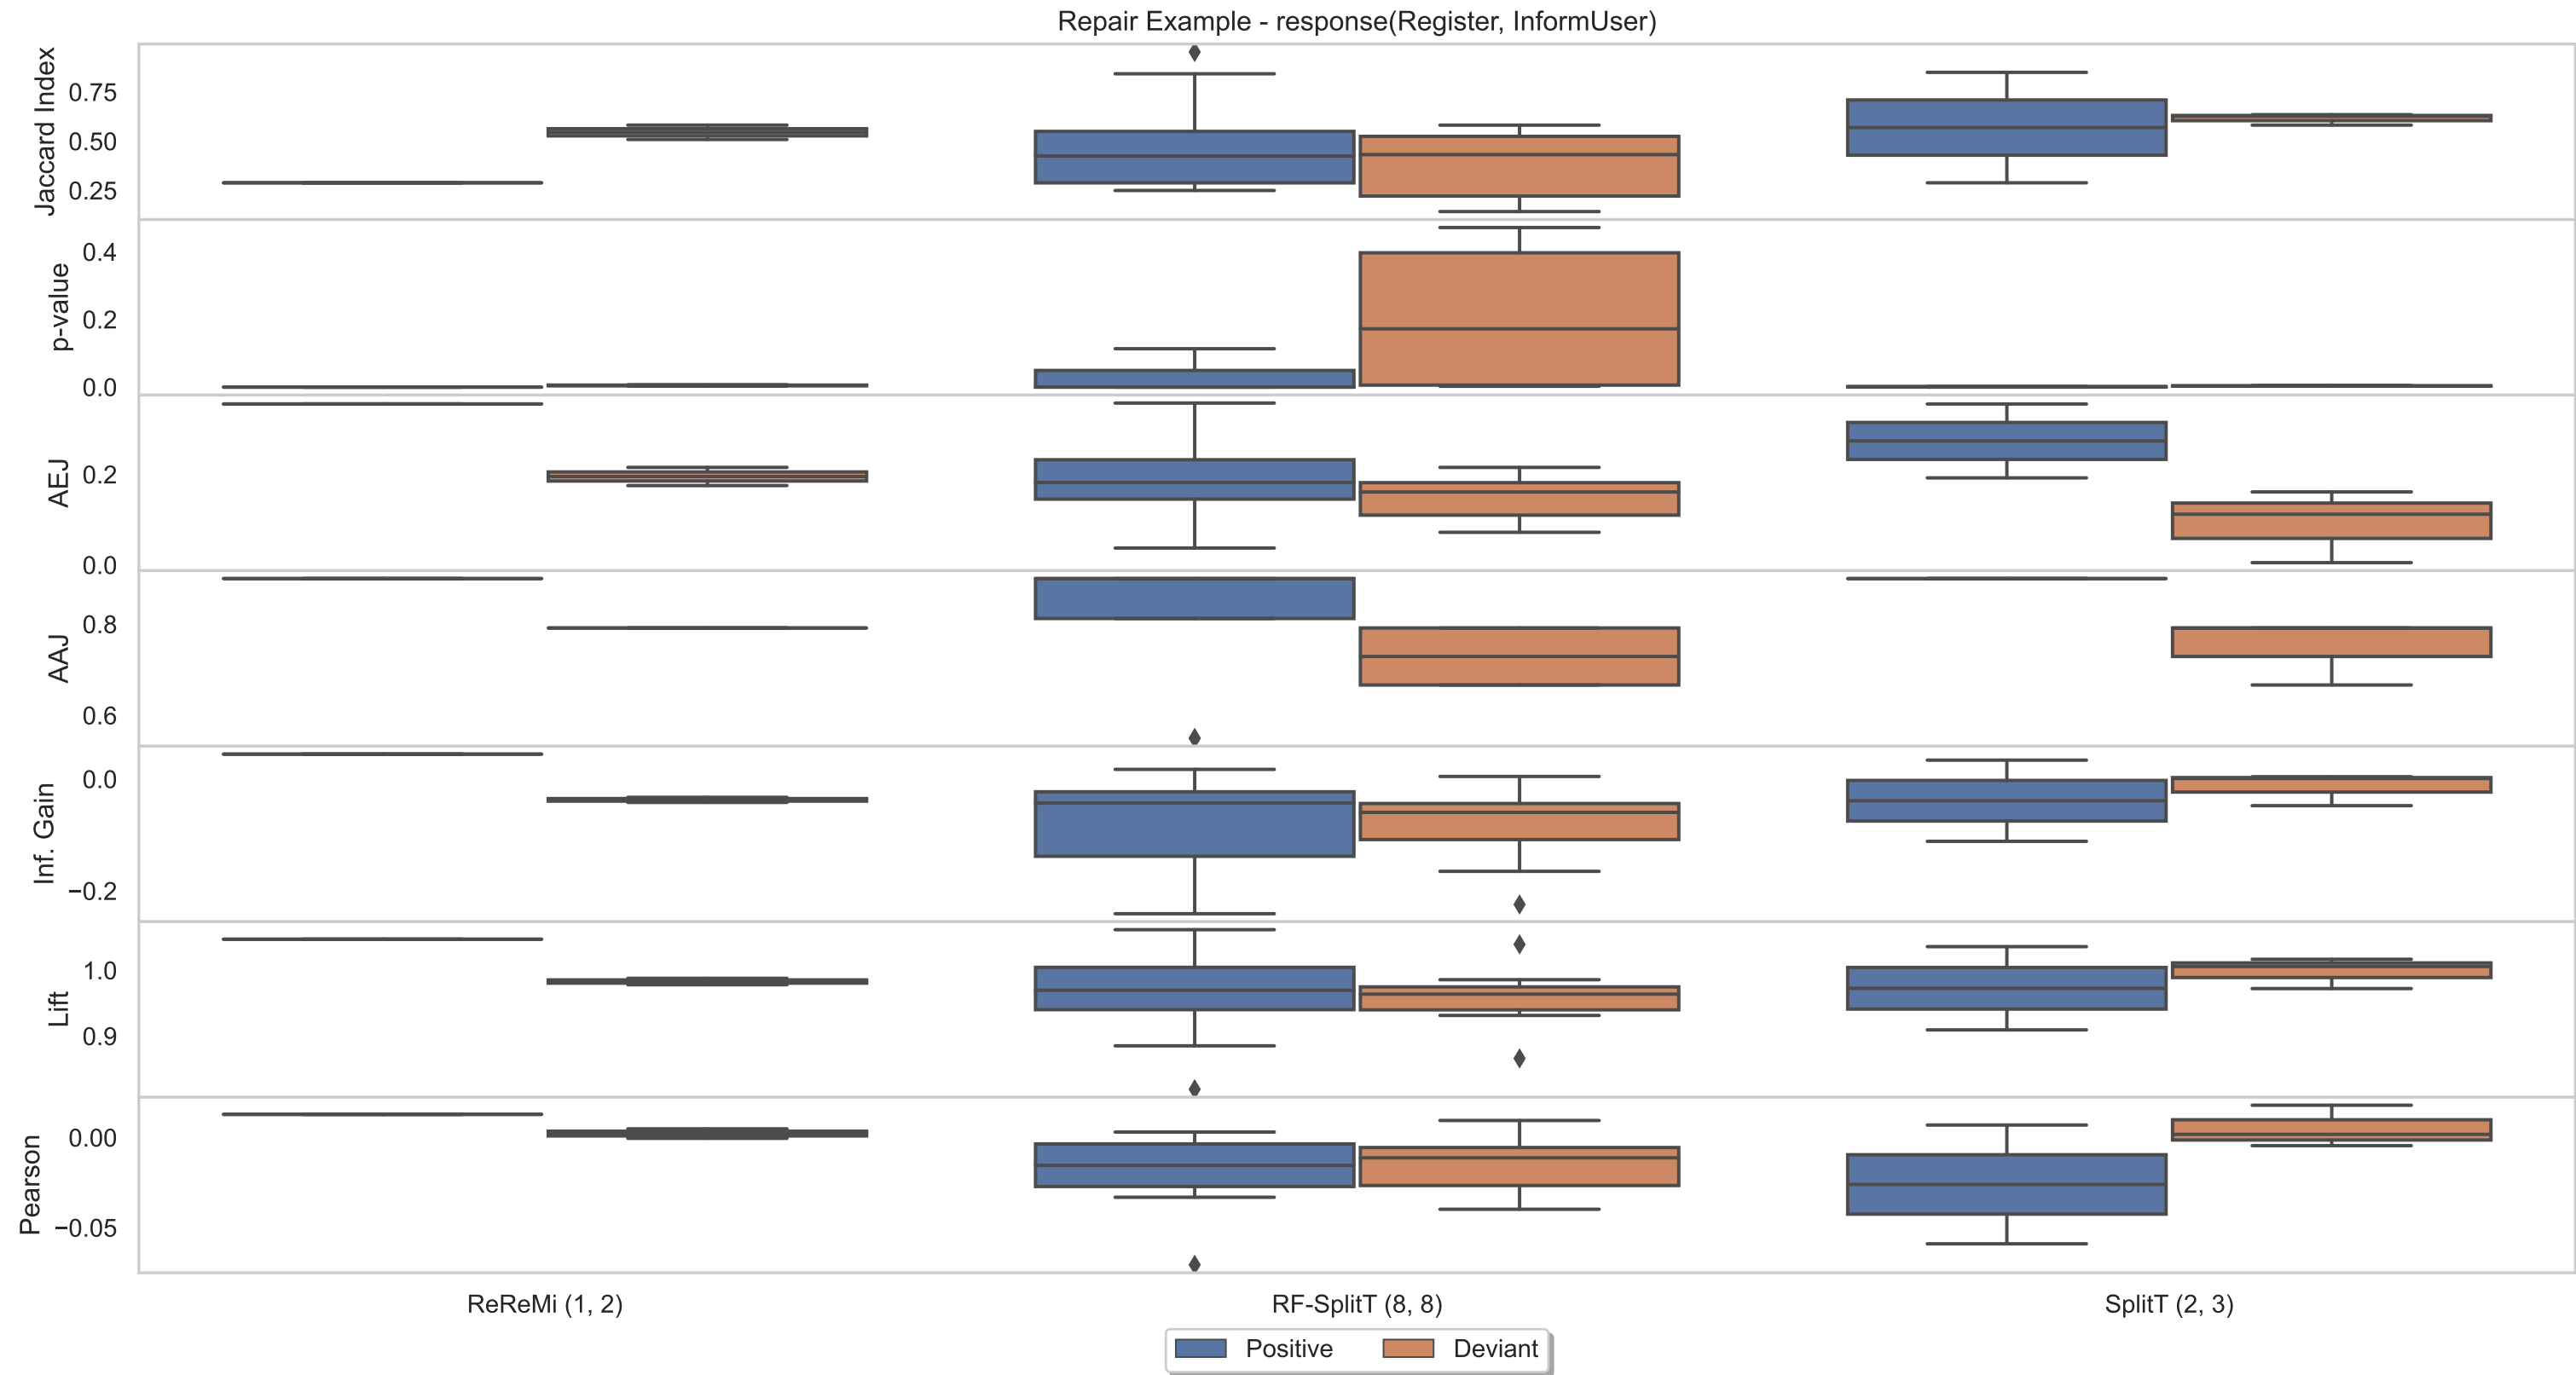 Repair Example - response(Register, InformUser)
Jaccard Index
0.75
0.50
0.25
p-value
0.4
0.2
0.0
AEJ
0.2
0.0
AAJ
0.8
0.6
Inf. Gain
0.0
−0.2
Lift
1.0
0.9
Pearson
0.00
−0.05
ReReMi (1, 2)
RF-SplitT (8, 8)
SplitT (2, 3)
Positive
Deviant